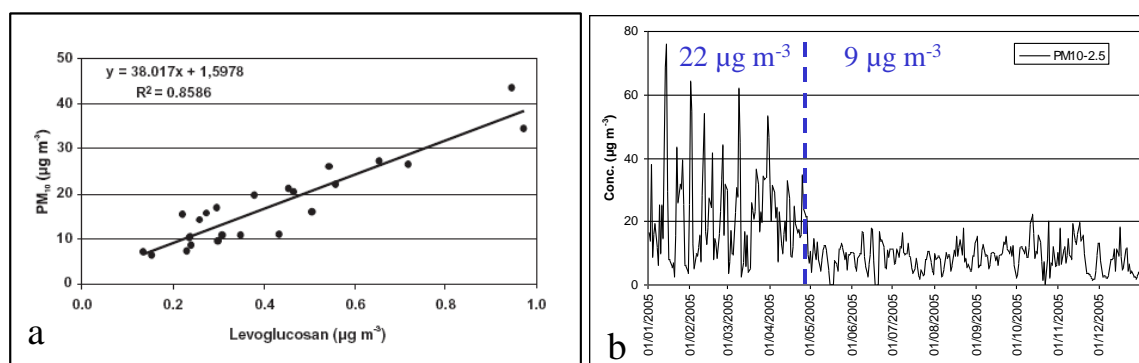 y = 38.017x + 1,5978
R² = 0.8586
50
40
30
20
10
0
PM₁₀ (µg m⁻³)
0.0 0.2 0.4 0.6 0.8 1.0
Levoglucosan (µg m⁻³)
a
22 µg m⁻³ 9 µg m⁻³
PM10-2.5
80
60
40
20
0
Conc. (µg m⁻³)
01/01/2005
01/02/2005
01/03/2005
01/04/2005
01/05/2005
01/06/2005
01/07/2005
01/08/2005
01/09/2005
01/10/2005
01/11/2005
01/12/2005
b